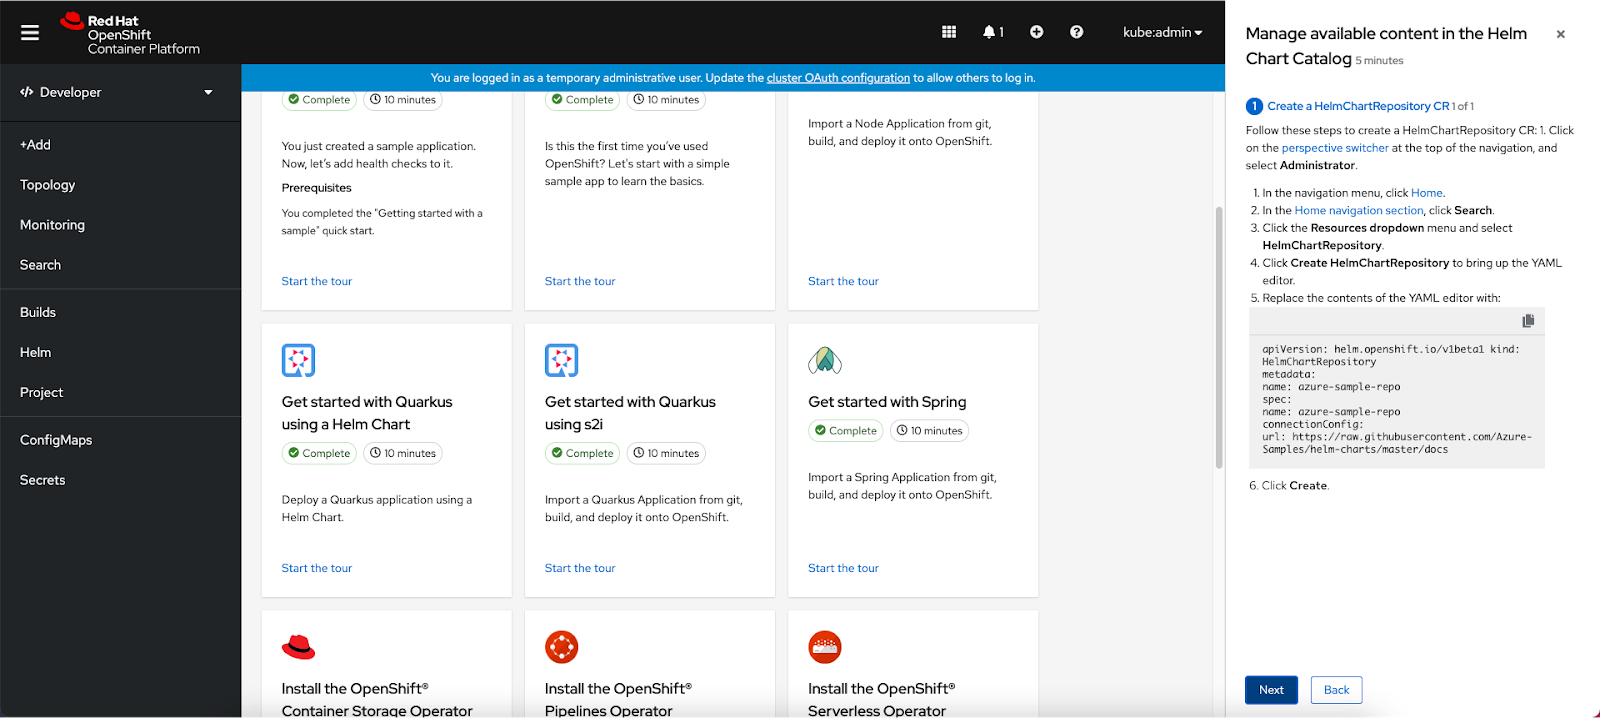 Red Hat
OpenShift
Container Platform
1
kube:admin
You are logged in as a temporary administrative user. Update the cluster OAuth configuration to allow others to log in.
Developer
+Add
Topology
Monitoring
Search
Builds
Helm
Project
ConfigMaps
Secrets
Complete
10 minutes
You just created a sample application.
Now, let's add health checks to it.
Prerequisites
You completed the "Getting started with a
sample" quick start.
Start the tour
Complete
10 minutes
Is this the first time you've used
OpenShift? Let's start with a simple
sample app to learn the basics.
Start the tour
Import a Node Application from git,
build, and deploy it onto OpenShift.
Start the tour
Get started with Quarkus
using a Helm Chart
Complete
10 minutes
Deploy a Quarkus application using a
Helm Chart.
Start the tour
Get started with Quarkus
using s2i
Complete
10 minutes
Import a Quarkus Application from git,
build, and deploy it onto OpenShift.
Start the tour
Get started with Spring
Complete
10 minutes
Import a Spring Application from git,
build, and deploy it onto OpenShift.
Start the tour
Install the OpenShift®
Container Storage Operator
Install the OpenShift®
Pipelines Operator
Install the OpenShift®
Serverless Operator
Manage available content in the Helm
Chart Catalog 5 minutes
1 Create a HelmChartRepository CR 1 of 1
Follow these steps to create a HelmChartRepository CR: 1. Click
on the perspective switcher at the top of the navigation, and
select Administrator.
1. In the navigation menu, click Home.
2. In the Home navigation section, click Search.
3. Click the Resources dropdown menu and select
HelmChartRepository.
4. Click Create HelmChartRepository to bring up the YAML
editor.
5. Replace the contents of the YAML editor with:
apiVersion: helm.openshift.io/v1beta1 kind:
HelmChartRepository
metadata:
name: azure-sample-repo
spec:
name: azure-sample-repo
connectionConfig:
url: https://raw.githubusercontent.com/Azure-
Samples/helm-charts/master/docs
6. Click Create.
Next
Back